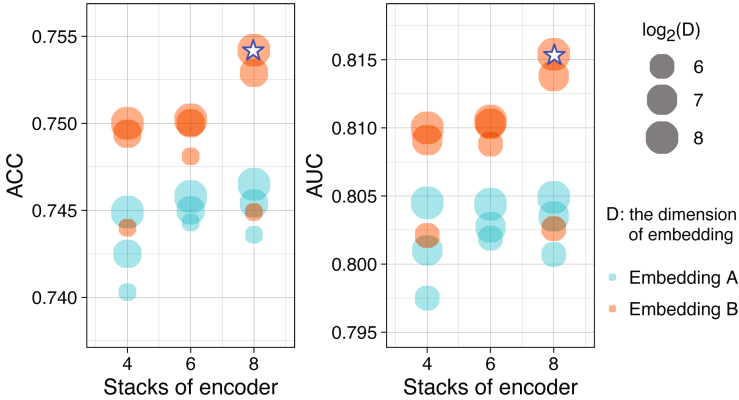 0.755
0.750
0.745
0.740
ACC
4 6 8
Stacks of encoder
0.815
0.810
0.805
0.800
0.795
AUC
4 6 8
Stacks of encoder
log₂(D)
6
7
8
D: the dimension
of embedding
Embedding A
Embedding B